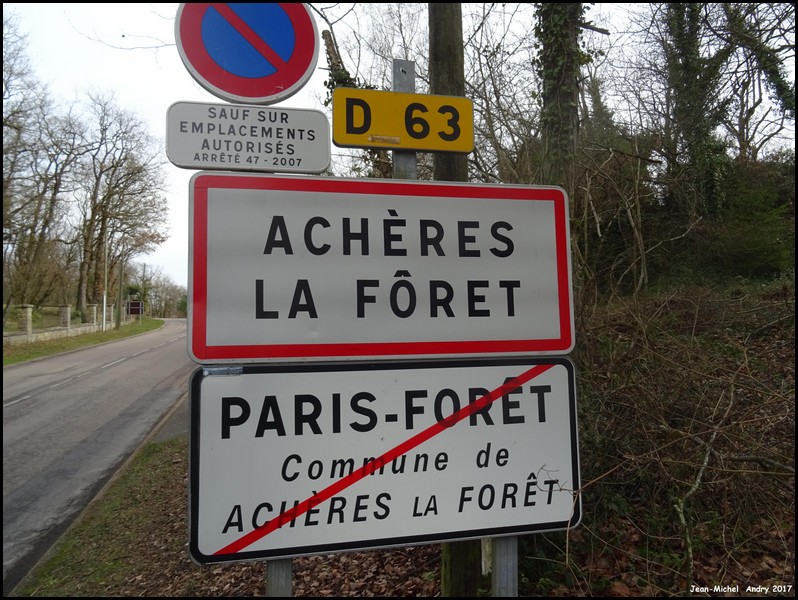 SAUF SUR
EMPLACEMENTS
AUTORISÉS
ARRÊTÉ 47 - 2007
D 63
ACHÈRES
LA FÔRET
PARIS-FORÊT
Commune de
ACHÈRES LA FORÊT
Jean-Michel Andry 2017